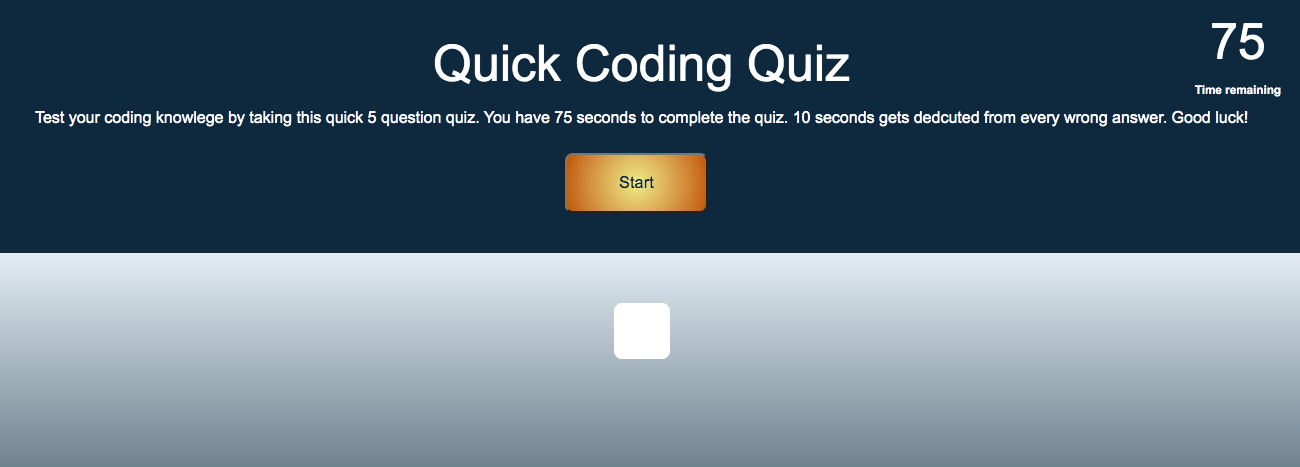 75
Quick Coding Quiz
Time remaining
Test your coding knowlege by taking this quick 5 question quiz. You have 75 seconds to complete the quiz. 10 seconds gets dedcuted from every wrong answer. Good luck!
Start